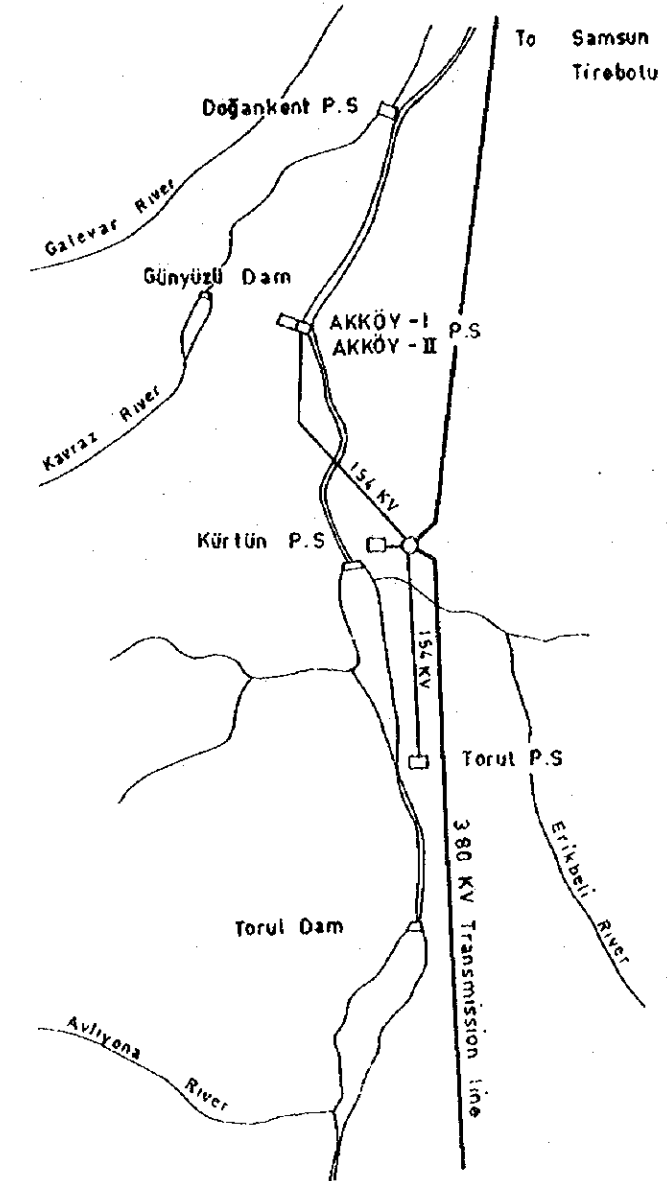 To Samsun
Tirebolu
Doğankent P.S
Galevar River
Günyüzü Dam
AKKÖY - I
AKKÖY - II P.S
Kavraz River
154 KV
Kürtün P.S
154 KV
Torul P.S
380 KV Transmission line
Erikbeli River
Torul Dam
Avliyona River